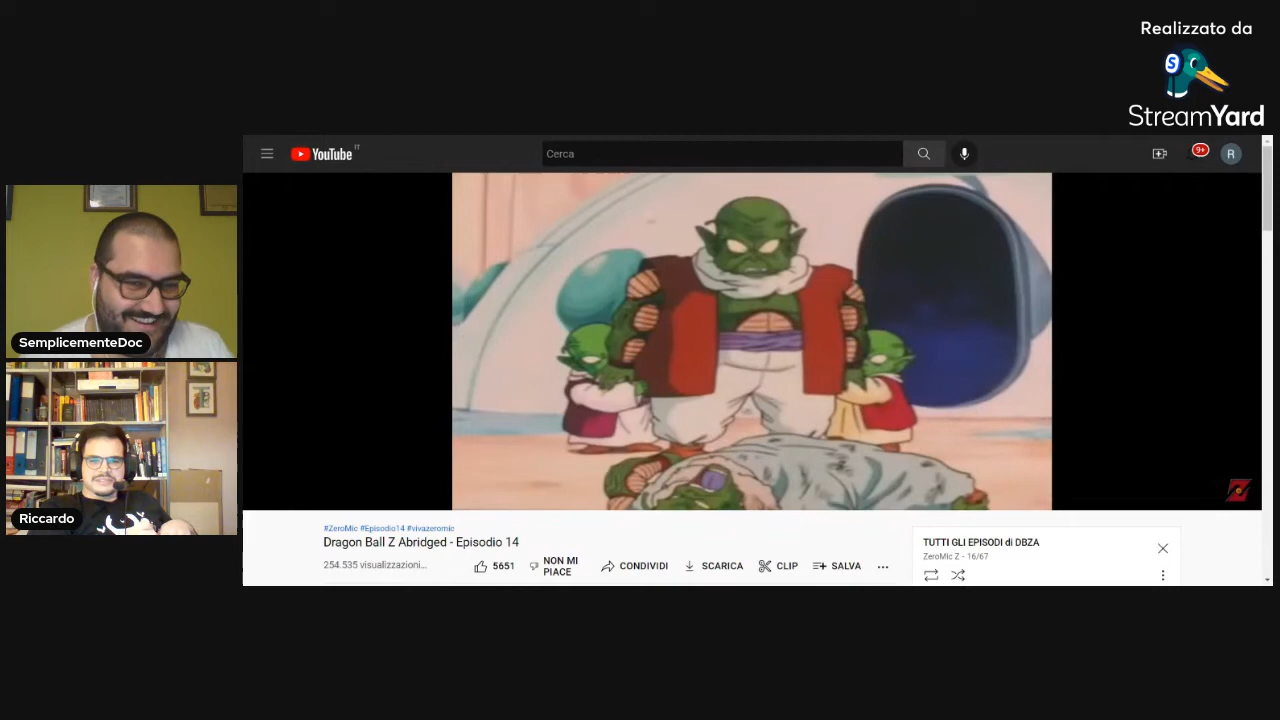 Realizzato da
StreamYard
YouTube IT
Cerca
9+
R
SemplicementeDoc
Riccardo
#ZeroMic #Episodio14 #vivazeromic
Dragon Ball Z Abridged - Episodio 14
254.535 visualizzazioni...
5651
NON MI PIACE
CONDIVIDI
SCARICA
CLIP
SALVA
TUTTI GLI EPISODI di DBZA
ZeroMic Z - 16/67